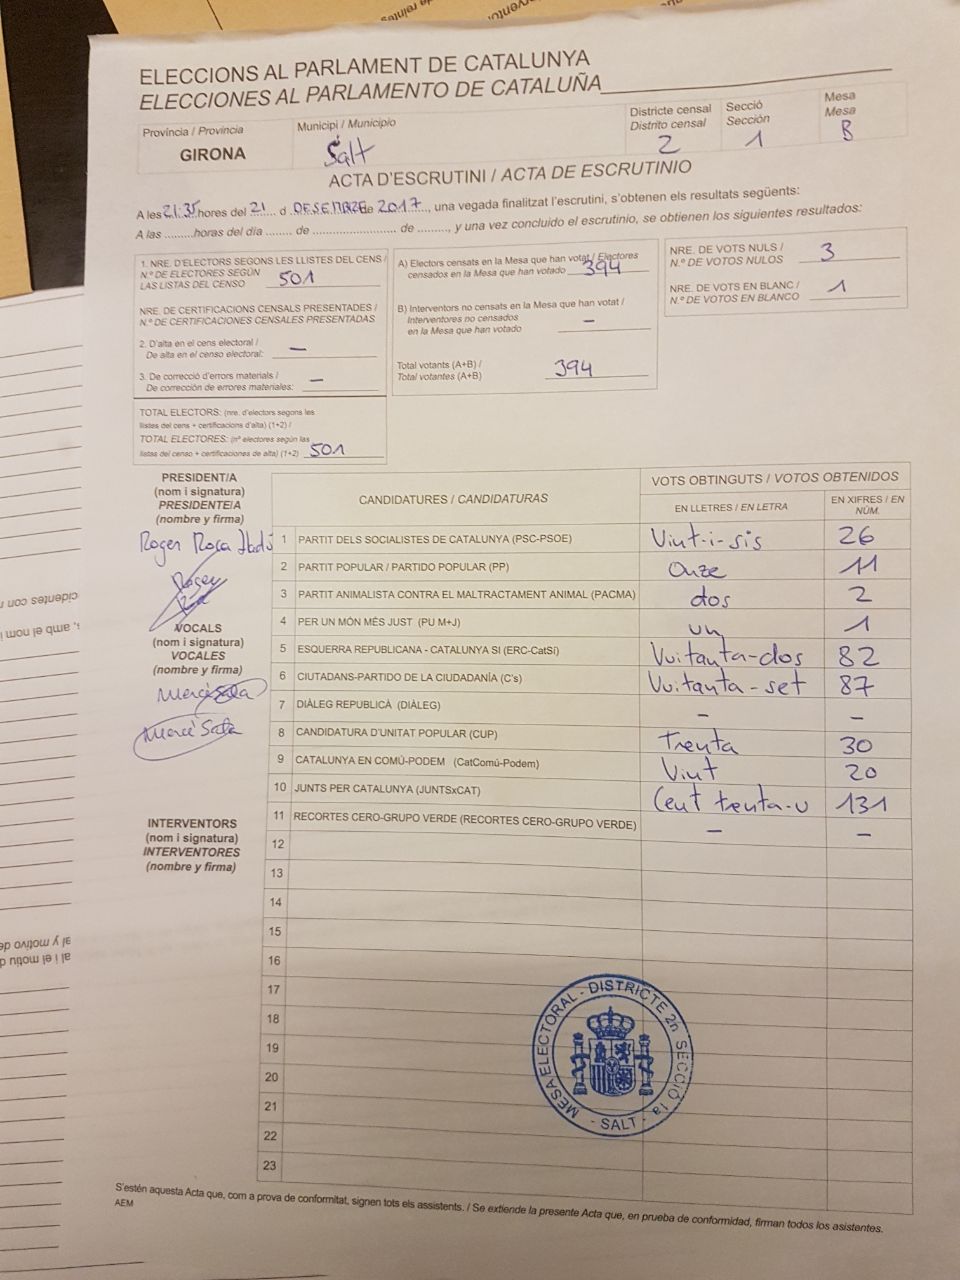 ELECCIONS AL PARLAMENT DE CATALUNYA
ELECCIONES AL PARLAMENTO DE CATALUÑA
Província / Provincia
GIRONA
Municipi / Municipio
Salt
Districte censal
Distrito censal
2
Secció
Sección
1
Mesa
Mesa
B
ACTA D'ESCRUTINI / ACTA DE ESCRUTINIO
A les 21:35 hores del 21 d DESEMBRE de 2017, una vegada finalitzat l'escrutini, s'obtenen els resultats següents:
A las ........horas del día ........ de ........................ de ........, y una vez concluido el escrutinio, se obtienen los siguientes resultados:
1. NRE. D'ELECTORS SEGONS LES LLISTES DEL CENS /
N.º DE ELECTORES SEGÚN
LAS LISTAS DEL CENSO 501
NRE. DE CERTIFICACIONS CENSALS PRESENTADES /
N.º DE CERTIFICACIONES CENSALES PRESENTADAS
2. D'alta en el cens electoral /
De alta en el censo electoral: –
3. De correcció d'errors materials /
De corrección de errores materiales: –
TOTAL ELECTORS: (nre. d'electors segons les
llistes del cens + certificacions d'alta) (1+2) /
TOTAL ELECTORES: (nº electores según las
listas del censo + certificaciones de alta) (1+2) 501
A) Electors censats en la Mesa que han votat / Electores
censados en la Mesa que han votado 394
B) Interventors no censats en la Mesa que han votat /
Interventores no censados
en la Mesa que han votado –
Total votants (A+B) /
Total votantes (A+B) 394
NRE. DE VOTS NULS /
N.º DE VOTOS NULOS 3
NRE. DE VOTS EN BLANC /
N.º DE VOTOS EN BLANCO 1
PRESIDENT/A
(nom i signatura)
PRESIDENTE/A
(nombre y firma)
Roger Roca
Roger
VOCALS
(nom i signatura)
VOCALES
(nombre y firma)
Mercè Sala
Mercè Sala
INTERVENTORS
(nom i signatura)
INTERVENTORES
(nombre y firma)
CANDIDATURES / CANDIDATURAS
VOTS OBTINGUTS / VOTOS OBTENIDOS
EN LLETRES / EN LETRA
EN XIFRES / EN
NÚM.
1 PARTIT DELS SOCIALISTES DE CATALUNYA (PSC-PSOE) Vint-i-sis 26
2 PARTIT POPULAR / PARTIDO POPULAR (PP) Onze 11
3 PARTIT ANIMALISTA CONTRA EL MALTRACTAMENT ANIMAL (PACMA) dos 2
4 PER UN MÓN MÉS JUST (PU M+J) un 1
5 ESQUERRA REPUBLICANA - CATALUNYA SI (ERC-CatSí) Vuitanta-dos 82
6 CIUTADANS-PARTIDO DE LA CIUDADANÍA (C's) Vuitanta-set 87
7 DIÀLEG REPUBLICÀ (DIÀLEG) – –
8 CANDIDATURA D'UNITAT POPULAR (CUP) Trenta 30
9 CATALUNYA EN COMÚ-PODEM (CatComú-Podem) Vint 20
10 JUNTS PER CATALUNYA (JUNTSxCAT) Cent trenta-u 131
11 RECORTES CERO-GRUPO VERDE (RECORTES CERO-GRUPO VERDE) – –
12
13
14
15
16
17
18
19
20
21
22
23
MESA ELECTORAL - DISTRICTE 2n SECCIÓ 1a
- SALT -
S'estén aquesta Acta que, com a prova de conformitat, signen tots els assistents. / Se extiende la presente Acta que, en prueba de conformidad, firman todos los asistentes.
AEM